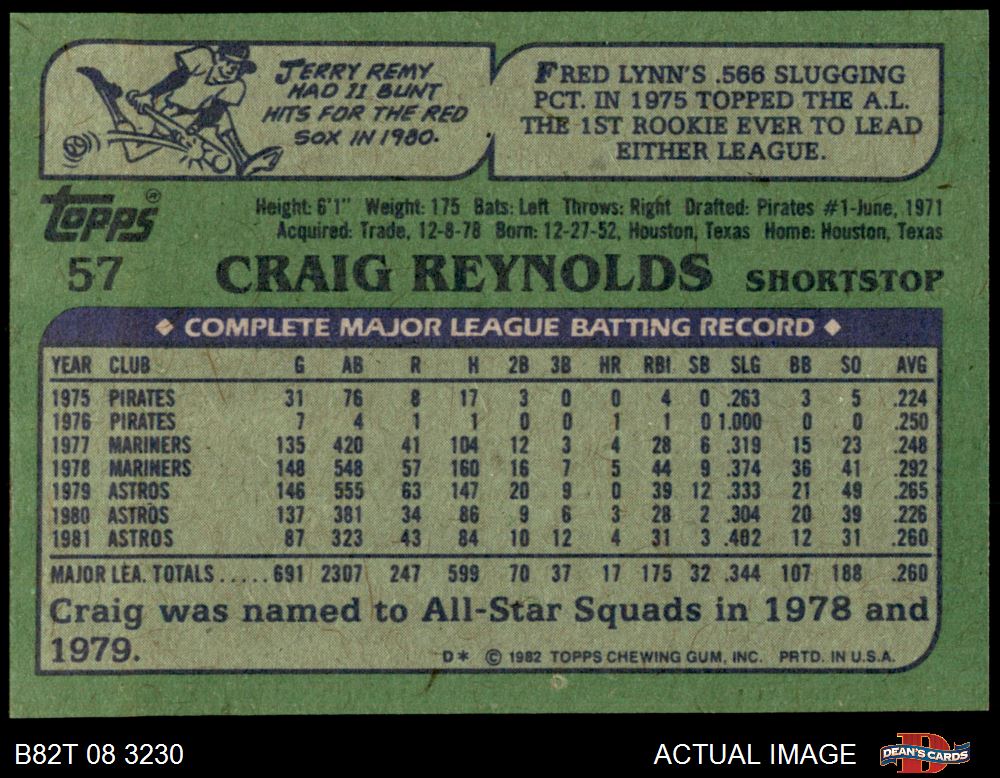 JERRY REMY
HAD 11 BUNT
HITS FOR THE RED
SOX IN 1980.
FRED LYNN'S .566 SLUGGING
PCT. IN 1975 TOPPED THE A.L.
THE 1ST ROOKIE EVER TO LEAD
EITHER LEAGUE.
TOPPS®
Height: 6'1" Weight: 175 Bats: Left Throws: Right Drafted: Pirates #1-June, 1971
Acquired: Trade, 12-8-78 Born: 12-27-52, Houston, Texas Home: Houston, Texas
57 CRAIG REYNOLDS SHORTSTOP
◆ COMPLETE MAJOR LEAGUE BATTING RECORD ◆
YEAR CLUB G AB R H 2B 3B HR RBI SB SLG BB SO AVG
1975 PIRATES 31 76 8 17 3 0 0 4 0 .263 3 5 .224
1976 PIRATES 7 4 1 1 0 0 1 1 0 1.000 0 0 .250
1977 MARINERS 135 420 41 104 12 3 4 28 6 .319 15 23 .248
1978 MARINERS 148 548 57 160 16 7 5 44 9 .374 36 41 .292
1979 ASTROS 146 555 63 147 20 9 0 39 12 .333 21 49 .265
1980 ASTROS 137 381 34 86 9 6 3 28 2 .304 20 39 .226
1981 ASTROS 87 323 43 84 10 12 4 31 3 .402 12 31 .260
MAJOR LEA. TOTALS.....691 2307 247 599 70 37 17 175 32 .344 107 188 .260
Craig was named to All-Star Squads in 1978 and
1979.
D* © 1982 TOPPS CHEWING GUM, INC. PRTD. IN U.S.A.
B82T 08 3230
ACTUAL IMAGE
DEAN'S CARDS